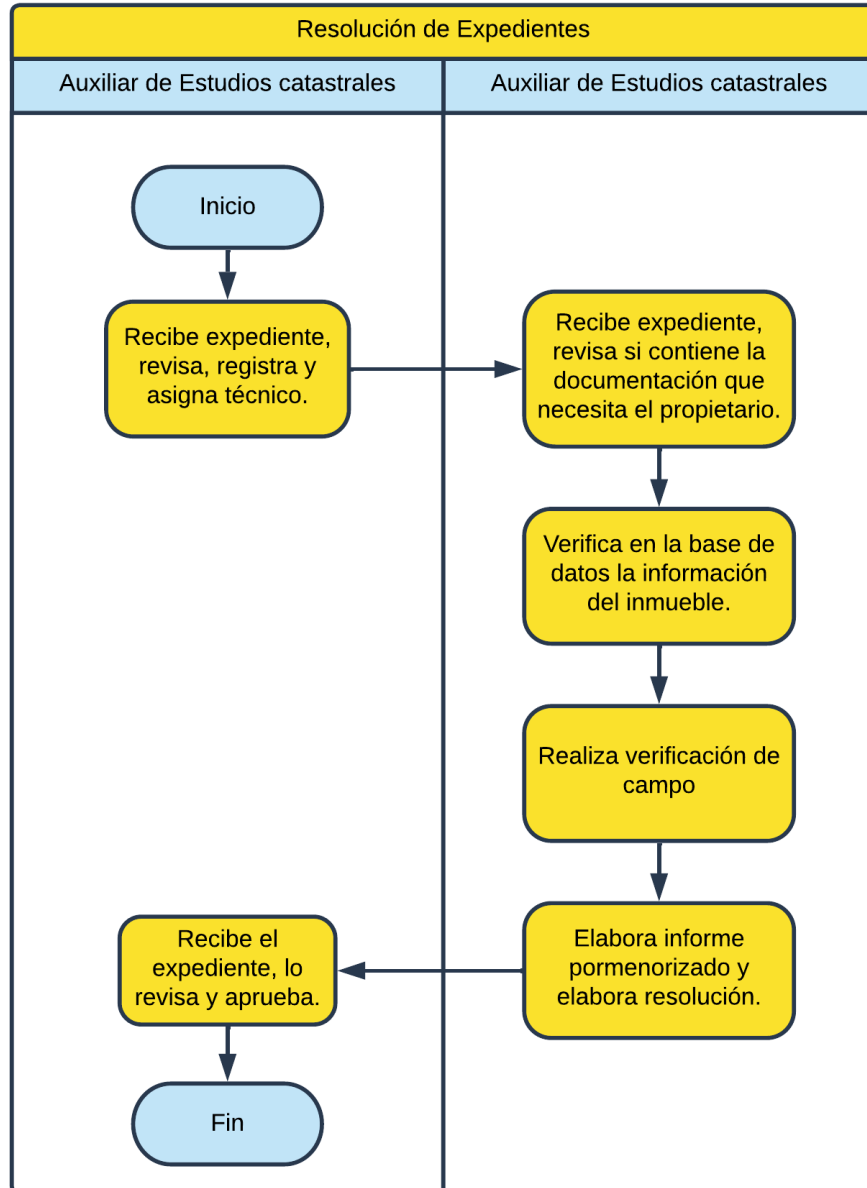 Resolución de Expedientes
Auxiliar de Estudios catastrales
Auxiliar de Estudios catastrales
Inicio
Recibe expediente,
revisa, registra y
asigna técnico.
Recibe expediente,
revisa si contiene la
documentación que
necesita el propietario.
Verifica en la base de
datos la información
del inmueble.
Realiza verificación de
campo
Elabora informe
pormenorizado y
elabora resolución.
Recibe el
expediente, lo
revisa y aprueba.
Fin